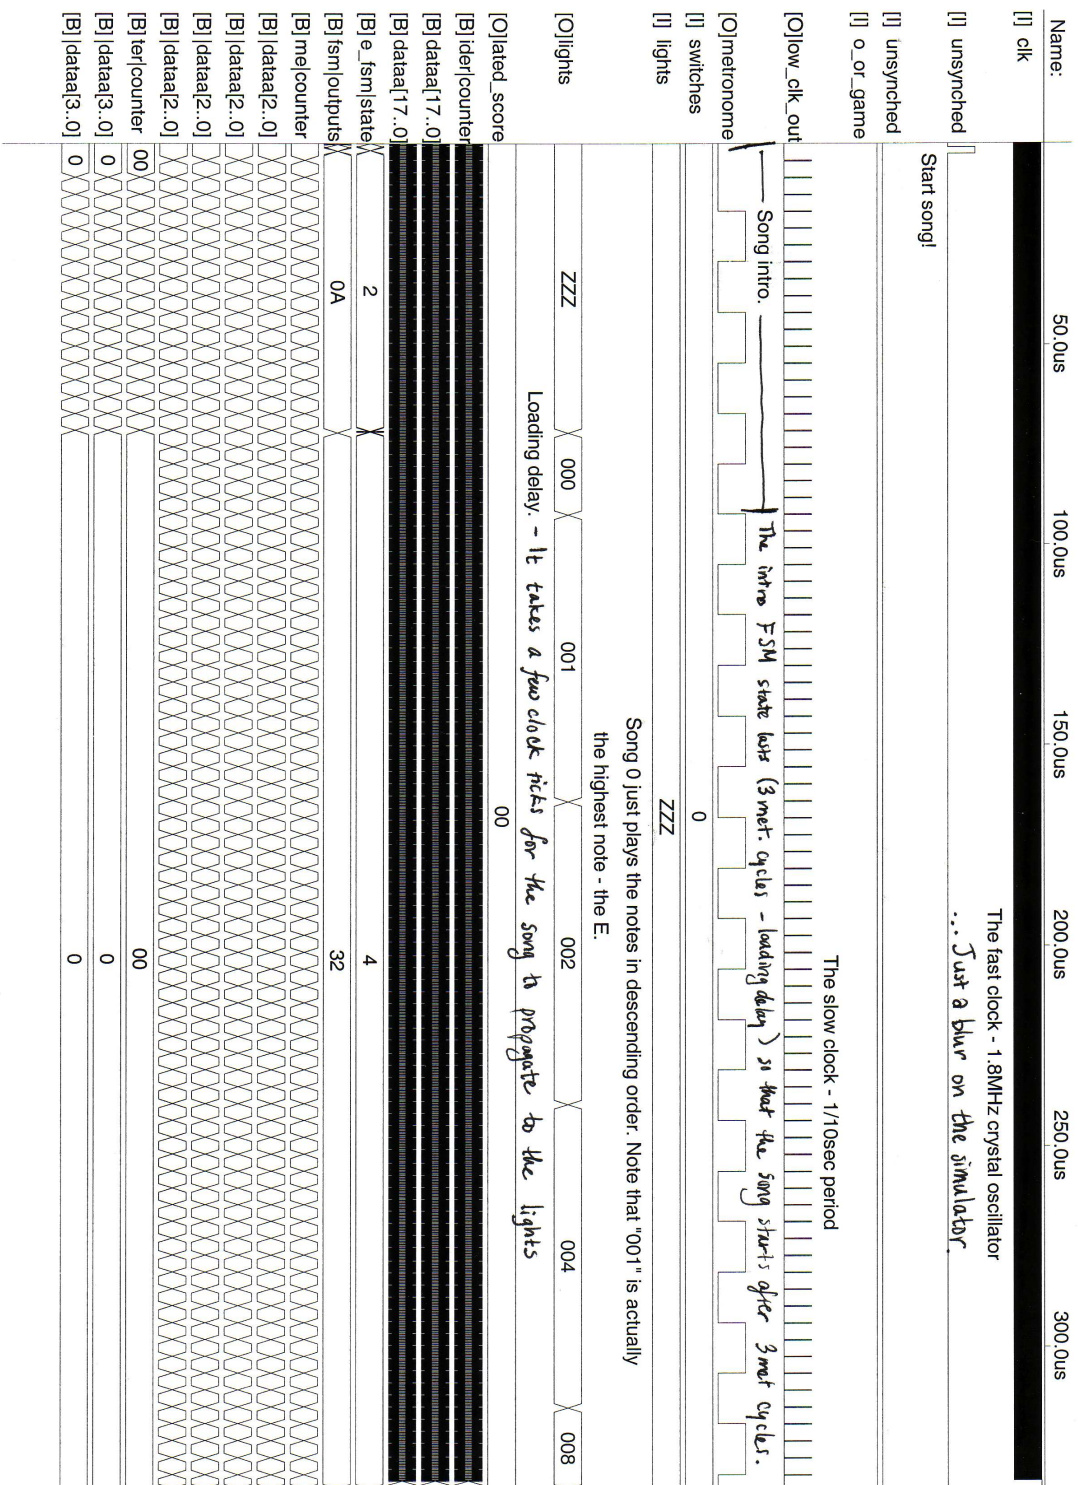 Name: 50.0us 100.0us 150.0us 200.0us 250.0us 300.0us
[I] clk
The fast clock - 1.8MHz crystal oscillator
... Just a blur on the simulator.
[I] unsynched
Start song!
[I] unsynched
[I] o_or_game
The slow clock - 1/10sec period
[O]low_clk_out
Song intro. The intro FSM state lasts (3 met. cycles - loading delay) so that the song starts after 3 met cycles.
[O]metronome
[I] switches 0
[I] lights ZZZ
Song 0 just plays the notes in descending order. Note that "001" is actually
the highest note - the E.
[O]lights ZZZ 000 001 002 004 008
Loading delay. - It takes a few clock ticks for the song to propagate to the lights
[O]lated_score 00
[B]ider|counter
[B]dataa[17..0]
[B]dataa[17..0]
[B]e_fsm|state 2 4
[B]fsm|outputs 0A 32
[B]me|counter
[B]|dataa[2..0]
[B]|dataa[2..0]
[B]|dataa[2..0]
[B]|dataa[2..0]
[B]ter|counter 00 00
[B]|dataa[3..0] 0 0
[B]|dataa[3..0] 0 0